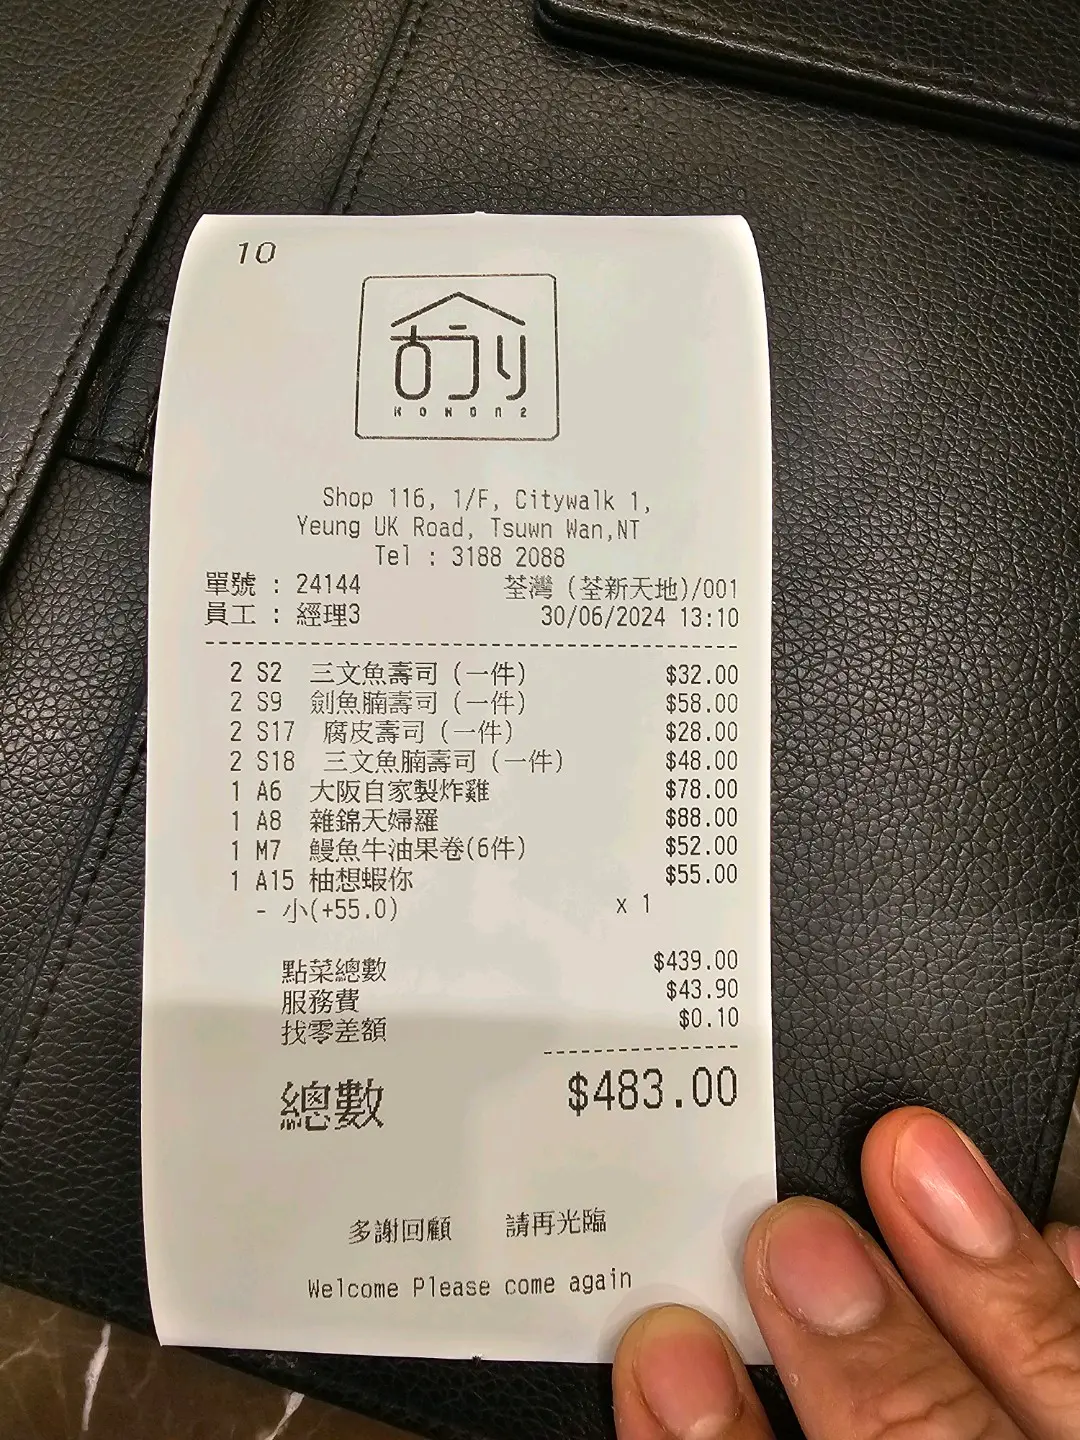 10
KONON2
Shop 116, 1/F, Citywalk 1,
Yeung UK Road, Tsuwn Wan,NT
Tel : 3188 2088
單號 : 24144 荃灣 (荃新天地)/001
員工 : 經理3 30/06/2024 13:10
2 S2 三文魚壽司 (一件) $32.00
2 S9 劍魚腩壽司 (一件) $58.00
2 S17 腐皮壽司 (一件) $28.00
2 S18 三文魚腩壽司 (一件) $48.00
1 A6 大阪自家製炸雞 $78.00
1 A8 雜錦天婦羅 $88.00
1 M7 鰻魚牛油果卷(6件) $52.00
1 A15 柚想蝦你 $55.00
- 小(+55.0) x 1
點菜總數 $439.00
服務費 $43.90
找零差額 $0.10
總數 $483.00
多謝回顧 請再光臨
Welcome Please come again